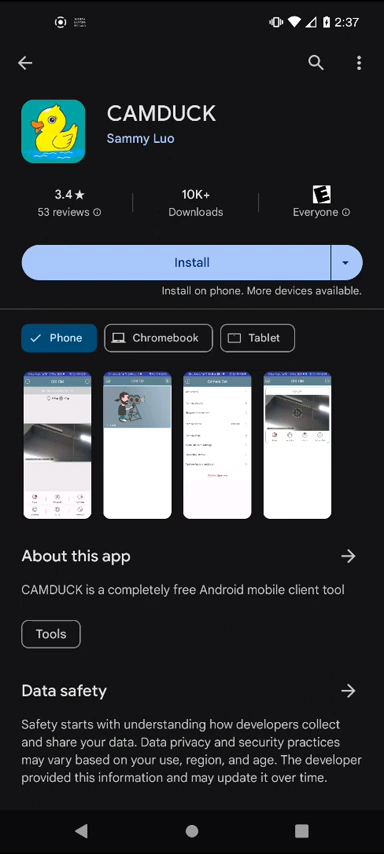 2:37
CAMDUCK
Sammy Luo
3.4★
10K+
E
53 reviews
Downloads
Everyone
Install
Install on phone. More devices available.
Phone
Chromebook
Tablet
About this app
CAMDUCK is a completely free Android mobile client tool
Tools
Data safety
Safety starts with understanding how developers collect
and share your data. Data privacy and security practices
may vary based on your use, region, and age. The developer
provided this information and may update it over time.